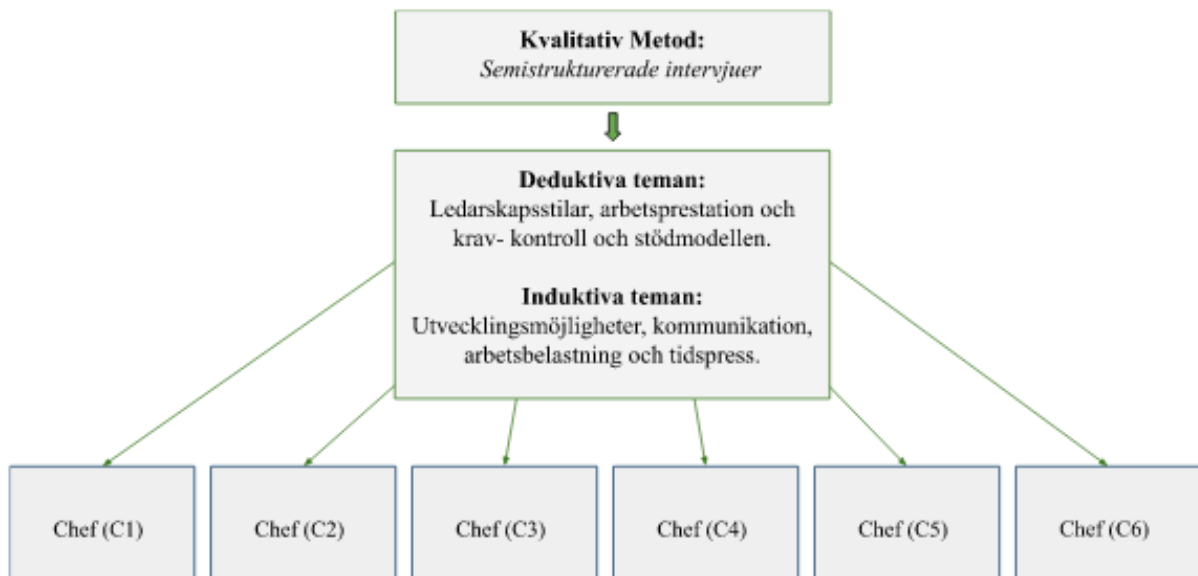 Kvalitativ Metod:
Semistrukturerade intervjuer
Deduktiva teman:
Ledarskapsstilar, arbetsprestation och
krav- kontroll och stödmodellen.
Induktiva teman:
Utvecklingsmöjligheter, kommunikation,
arbetsbelastning och tidspress.
Chef (C1)
Chef (C2)
Chef (C3)
Chef (C4)
Chef (C5)
Chef (C6)